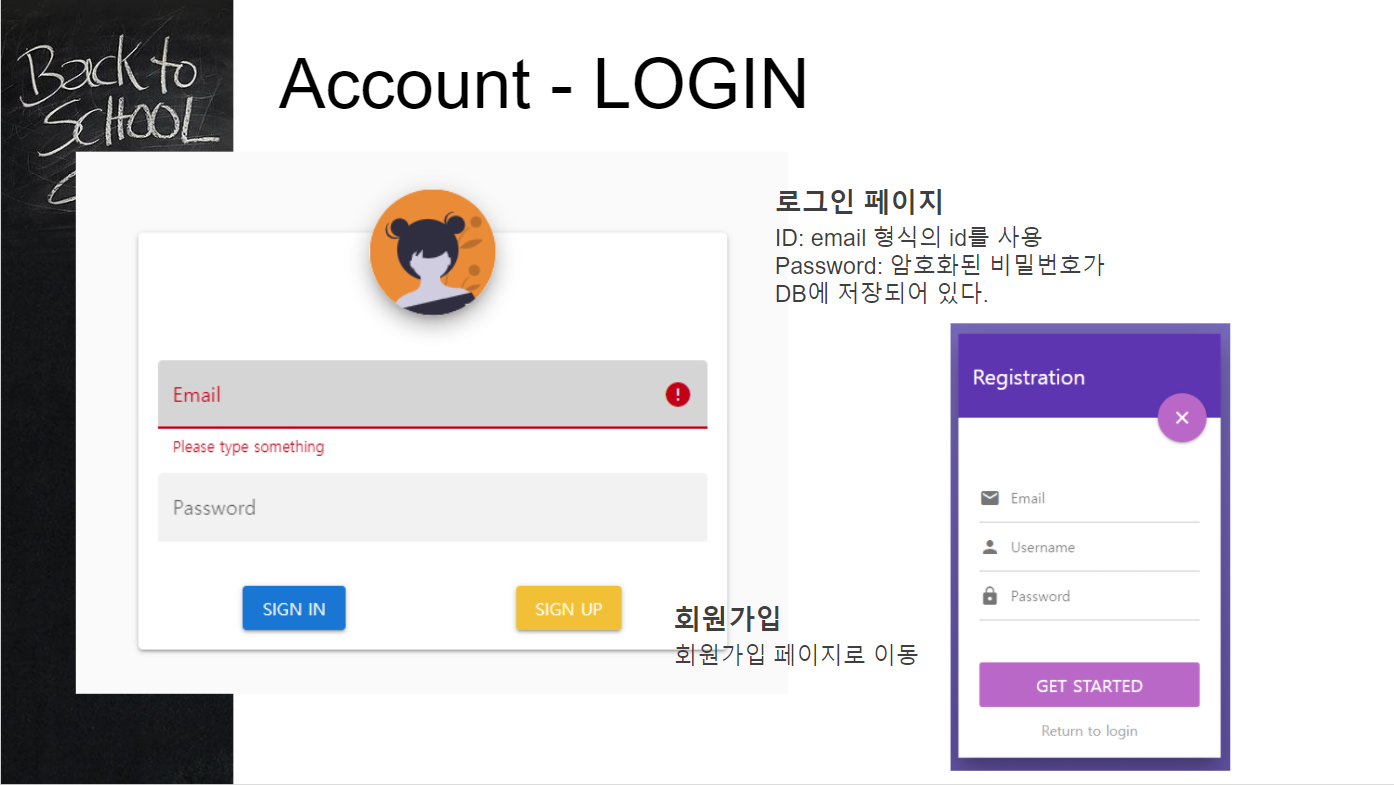 Back to
SCHOOL
Account - LOGIN
로그인 페이지
ID: email 형식의 id를 사용
Password: 암호화된 비밀번호가
DB에 저장되어 있다.
Email
Please type something
Password
SIGN IN
SIGN UP
회원가입
회원가입 페이지로 이동
Registration
Email
Username
Password
GET STARTED
Return to login